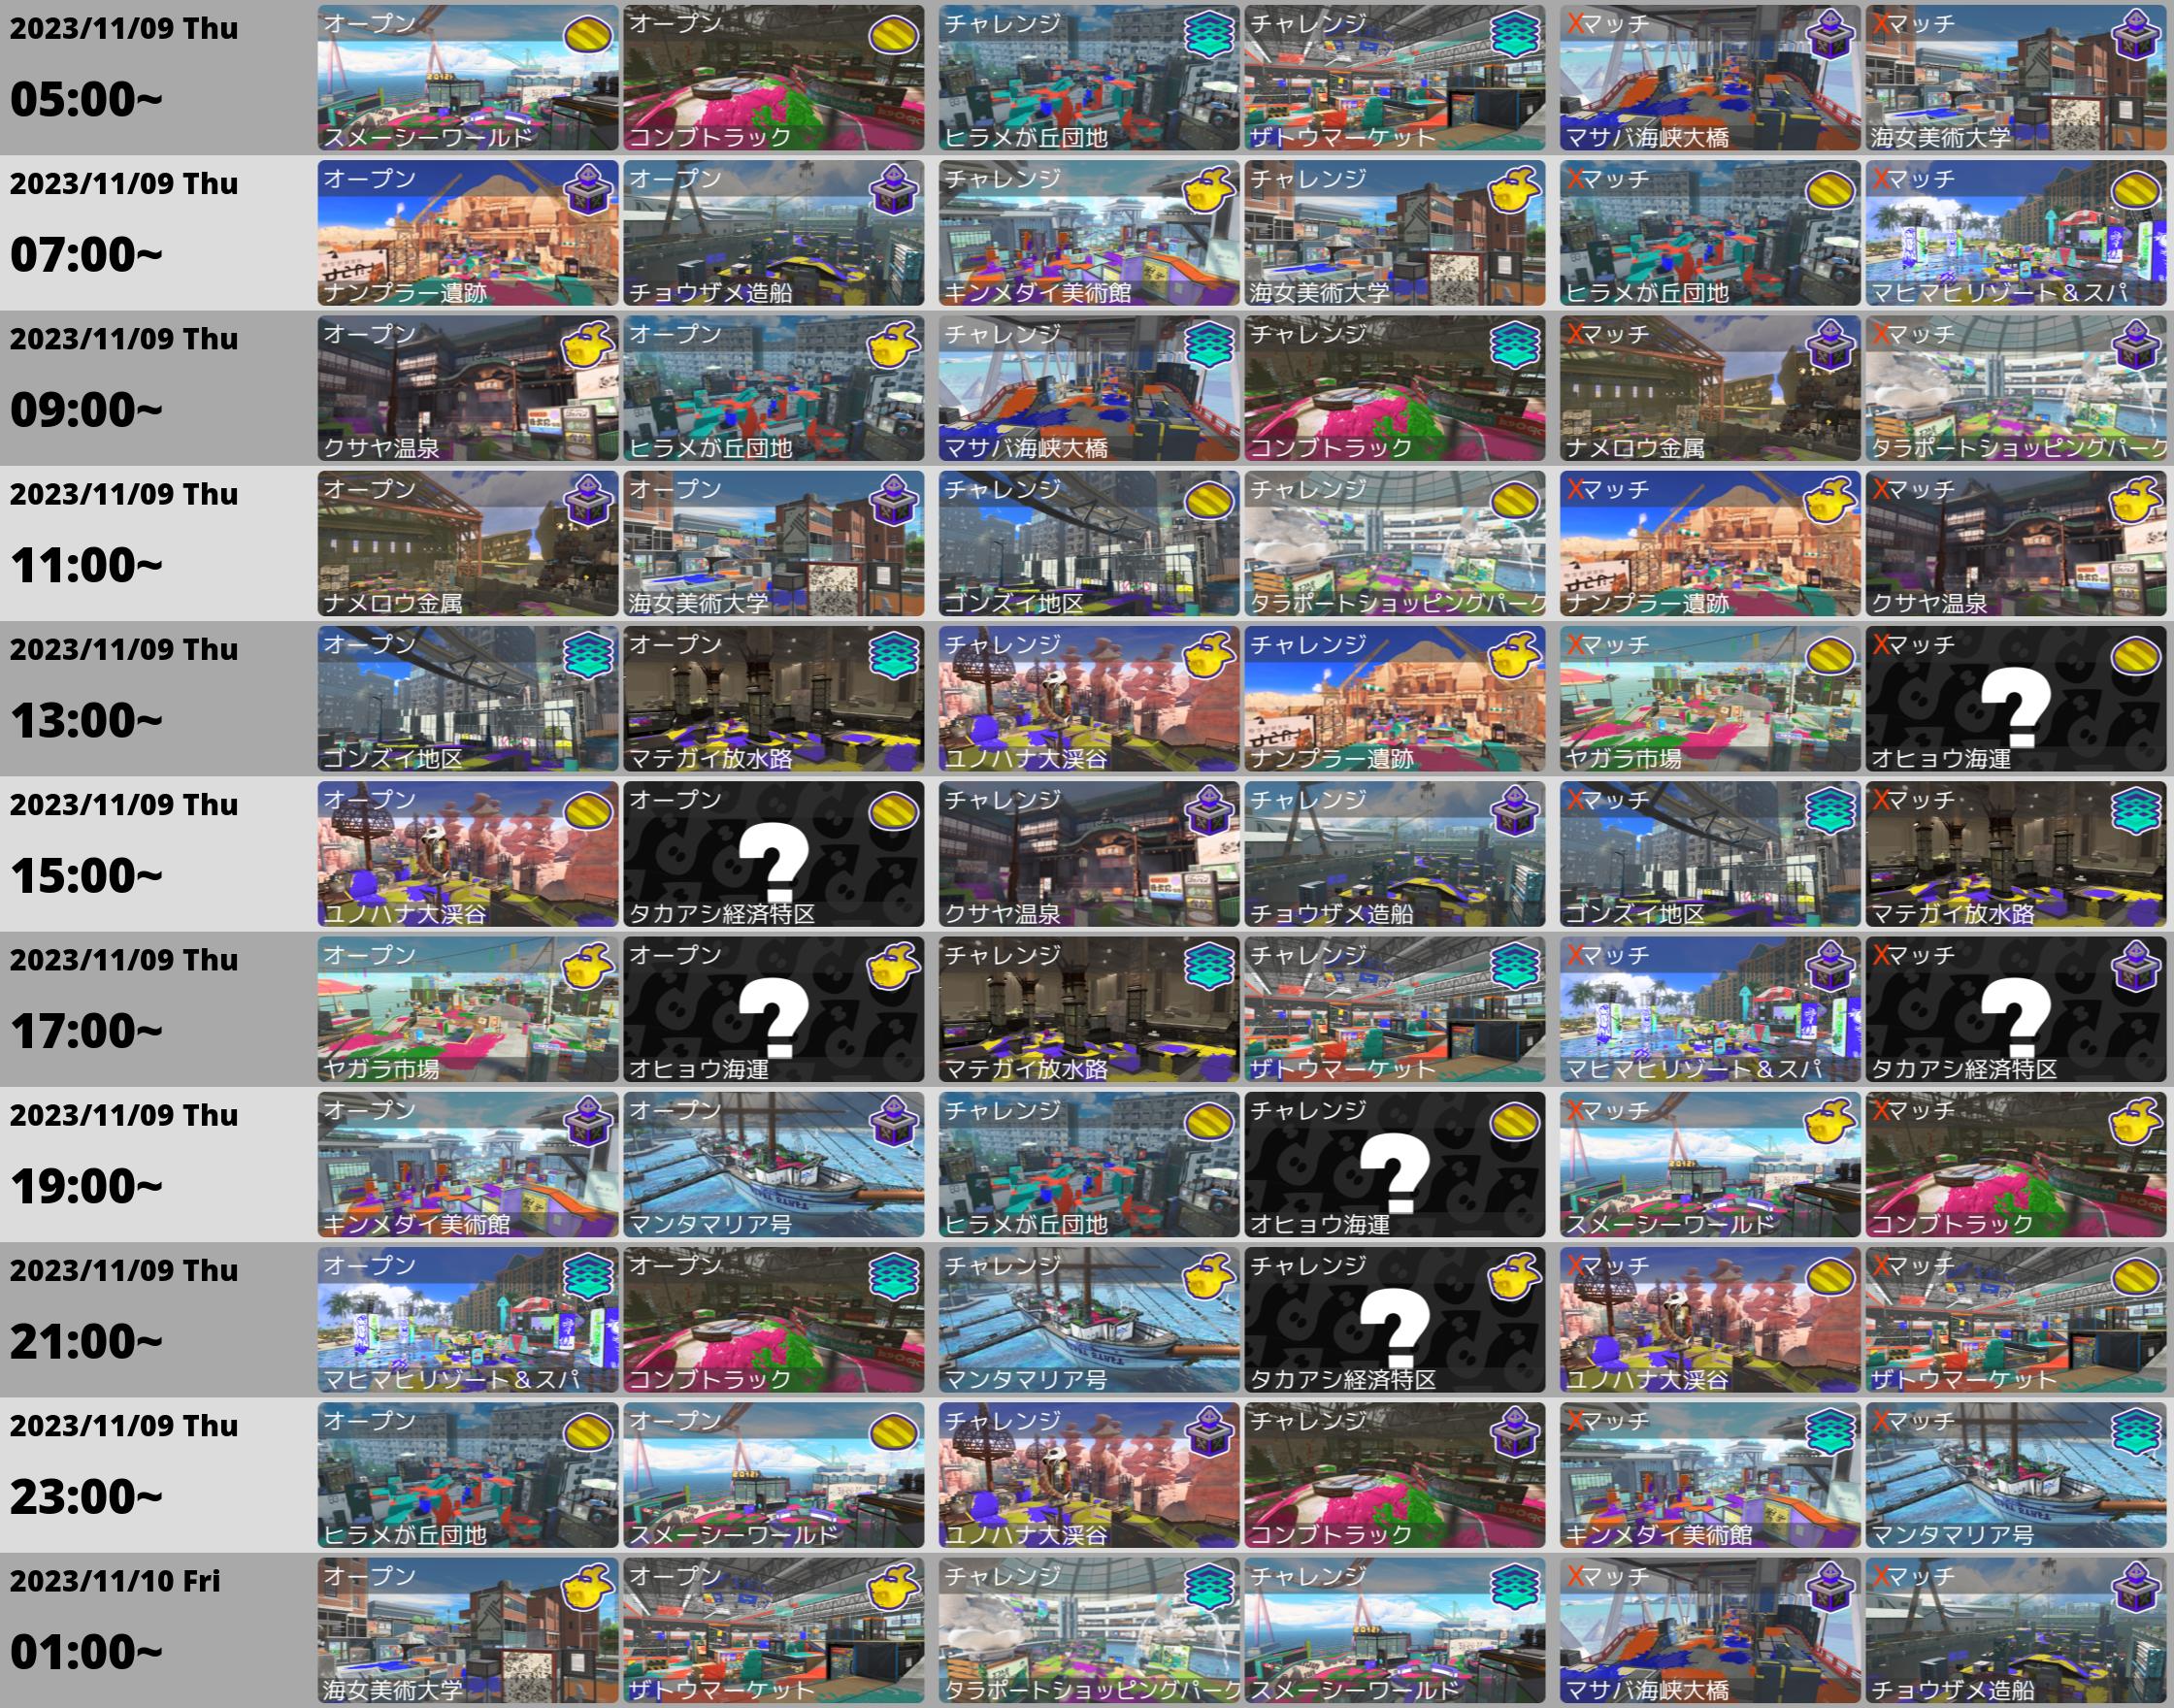 2023/11/09 Thu
05:00~
オープン
スメーシーワールド
オープン
コンブトラック
チャレンジ
ヒラメが丘団地
チャレンジ
ザトウマーケット
Xマッチ
マサバ海峡大橋
Xマッチ
海女美術大学
2023/11/09 Thu
07:00~
オープン
ナンプラー遺跡
オープン
チョウザメ造船
チャレンジ
キンメダイ美術館
チャレンジ
海女美術大学
Xマッチ
ヒラメが丘団地
Xマッチ
マヒマヒリゾート＆スパ
2023/11/09 Thu
09:00~
オープン
クサヤ温泉
オープン
ヒラメが丘団地
チャレンジ
マサバ海峡大橋
チャレンジ
コンブトラック
Xマッチ
ナメロウ金属
Xマッチ
タラポートショッピングパーク
2023/11/09 Thu
11:00~
オープン
ナメロウ金属
オープン
海女美術大学
チャレンジ
ゴンズイ地区
チャレンジ
タラポートショッピングパーク
Xマッチ
ナンプラー遺跡
Xマッチ
クサヤ温泉
2023/11/09 Thu
13:00~
オープン
ゴンズイ地区
オープン
マテガイ放水路
チャレンジ
ユノハナ大渓谷
チャレンジ
ナンプラー遺跡
Xマッチ
ヤガラ市場
Xマッチ
?
オヒョウ海運
2023/11/09 Thu
15:00~
オープン
ユノハナ大渓谷
オープン
?
タカアシ経済特区
チャレンジ
クサヤ温泉
チャレンジ
チョウザメ造船
Xマッチ
ゴンズイ地区
Xマッチ
マテガイ放水路
2023/11/09 Thu
17:00~
オープン
ヤガラ市場
オープン
?
オヒョウ海運
チャレンジ
マテガイ放水路
チャレンジ
ザトウマーケット
Xマッチ
マヒマヒリゾート＆スパ
Xマッチ
?
タカアシ経済特区
2023/11/09 Thu
19:00~
オープン
キンメダイ美術館
オープン
マンタマリア号
チャレンジ
ヒラメが丘団地
チャレンジ
?
オヒョウ海運
Xマッチ
スメーシーワールド
Xマッチ
コンブトラック
2023/11/09 Thu
21:00~
オープン
マヒマヒリゾート＆スパ
オープン
コンブトラック
チャレンジ
マンタマリア号
チャレンジ
?
タカアシ経済特区
Xマッチ
ユノハナ大渓谷
Xマッチ
ザトウマーケット
2023/11/09 Thu
23:00~
オープン
ヒラメが丘団地
オープン
スメーシーワールド
チャレンジ
ユノハナ大渓谷
チャレンジ
コンブトラック
Xマッチ
キンメダイ美術館
Xマッチ
マンタマリア号
2023/11/10 Fri
01:00~
オープン
海女美術大学
オープン
ザトウマーケット
チャレンジ
タラポートショッピングパーク
チャレンジ
スメーシーワールド
Xマッチ
マサバ海峡大橋
Xマッチ
チョウザメ造船